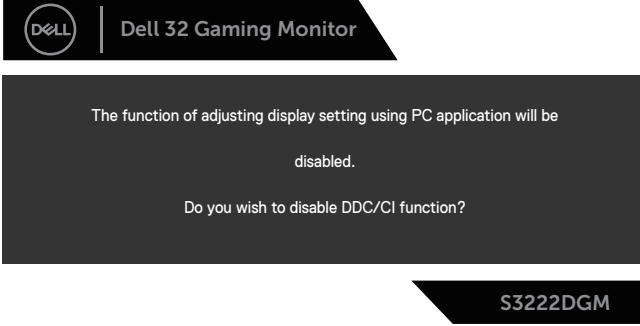 DELL
Dell 32 Gaming Monitor
The function of adjusting display setting using PC application will be
disabled.
Do you wish to disable DDC/CI function?
S3222DGM